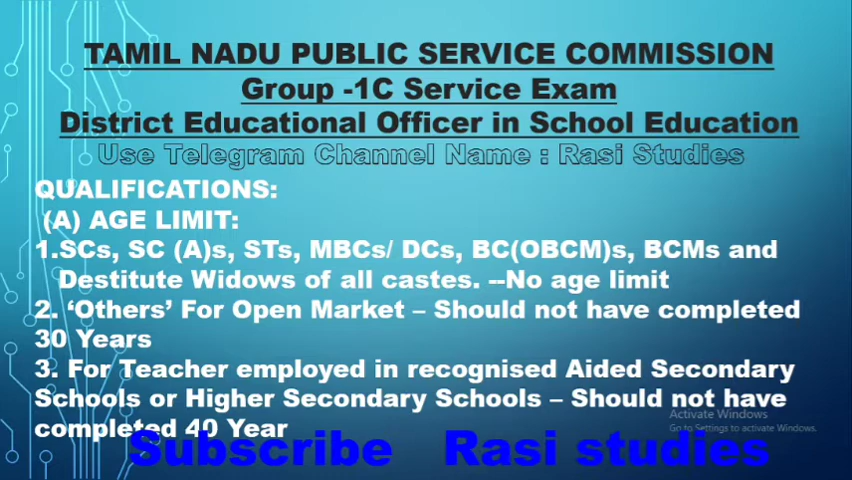 TAMIL NADU PUBLIC SERVICE COMMISSION
Group -1C Service Exam
District Educational Officer in School Education
Use Telegram Channel Name : Rasi Studies
QUALIFICATIONS:
(A) AGE LIMIT:
1.SCs, SC (A)s, STs, MBCs/ DCs, BC(OBCM)s, BCMs and
Destitute Widows of all castes. --No age limit
2. ‘Others’ For Open Market – Should not have completed
30 Years
3. For Teacher employed in recognised Aided Secondary
Schools or Higher Secondary Schools – Should not have
completed 40 Year
Activate Windows
Go to Settings to activate Windows.
Subscribe Rasi studies